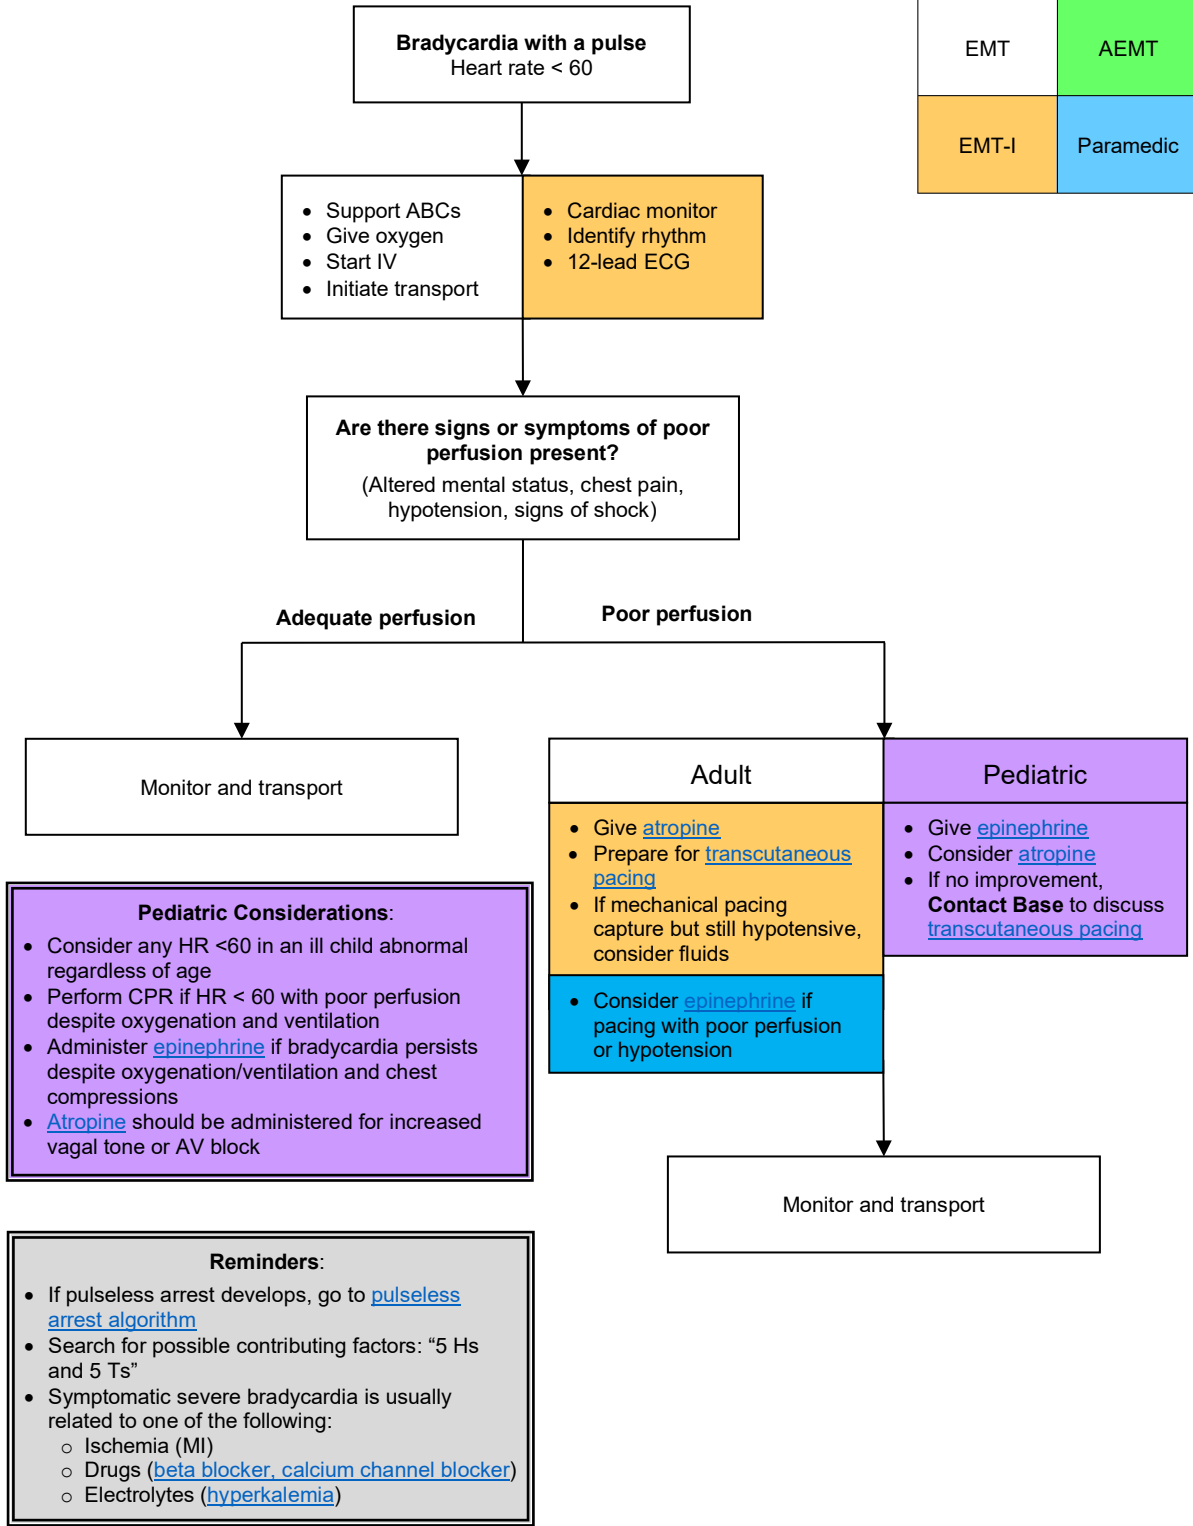 Bradycardia with a pulse
Heart rate < 60
EMT
AEMT
EMT-I
Paramedic
• Support ABCs
• Give oxygen
• Start IV
• Initiate transport
• Cardiac monitor
• Identify rhythm
• 12-lead ECG
Are there signs or symptoms of poor
perfusion present?
(Altered mental status, chest pain,
hypotension, signs of shock)
Adequate perfusion
Poor perfusion
Monitor and transport
Adult
• Give atropine
• Prepare for transcutaneous
pacing
• If mechanical pacing
capture but still hypotensive,
consider fluids
• Consider epinephrine if
pacing with poor perfusion
or hypotension
Pediatric
• Give epinephrine
• Consider atropine
• If no improvement,
Contact Base to discuss
transcutaneous pacing
Monitor and transport
Pediatric Considerations:
• Consider any HR <60 in an ill child abnormal
regardless of age
• Perform CPR if HR < 60 with poor perfusion
despite oxygenation and ventilation
• Administer epinephrine if bradycardia persists
despite oxygenation/ventilation and chest
compressions
• Atropine should be administered for increased
vagal tone or AV block
Reminders:
• If pulseless arrest develops, go to pulseless
arrest algorithm
• Search for possible contributing factors: “5 Hs
and 5 Ts”
• Symptomatic severe bradycardia is usually
related to one of the following:
o Ischemia (MI)
o Drugs (beta blocker, calcium channel blocker)
o Electrolytes (hyperkalemia)